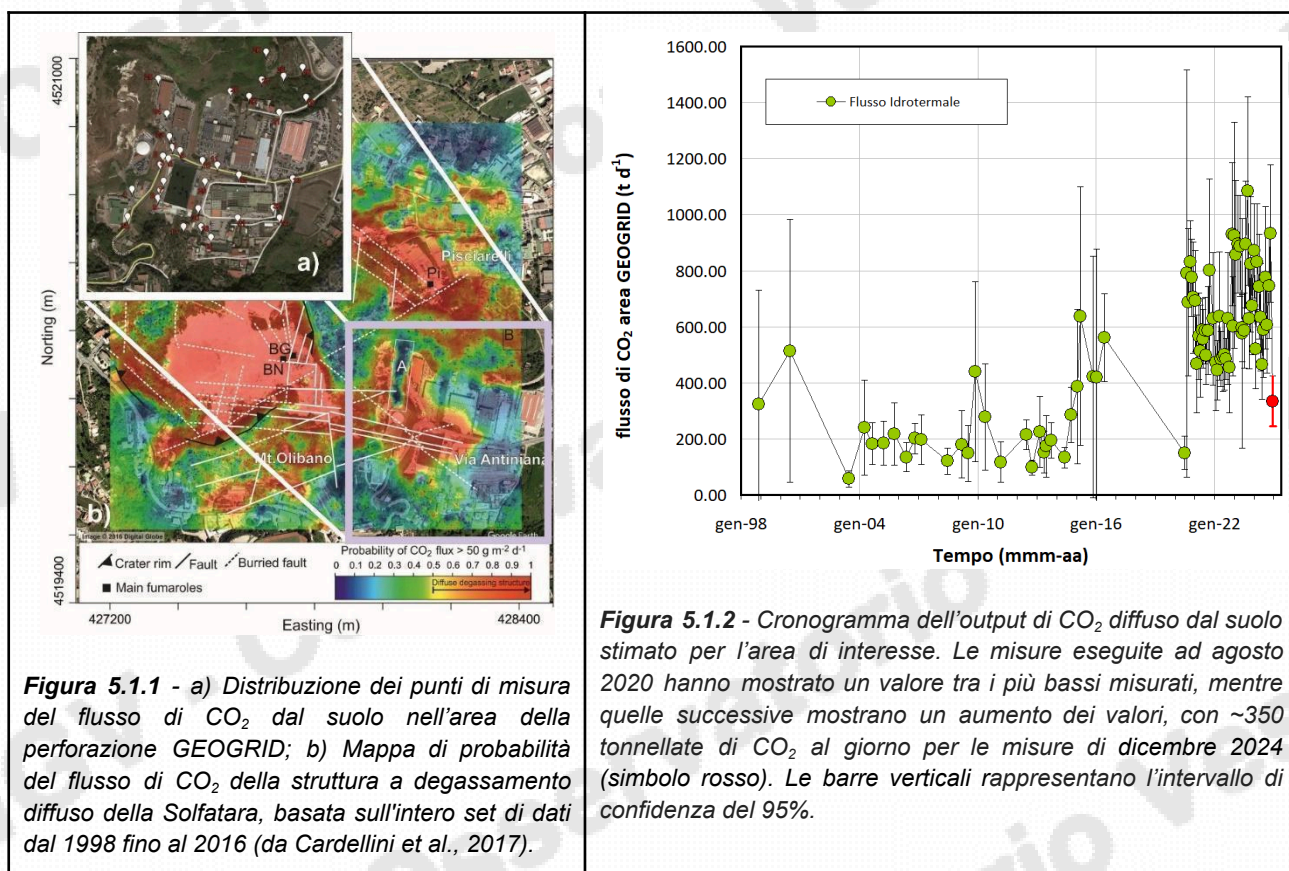 4521000
Norting (m)
4519400
a)
Pisciarelli
Pi
B
BG
BN
A
Mt.Olibano
Via Antiniana
b)
Image © 2016 Digital Globe
Crater rim
Fault
Burried fault
Main fumaroles
Probability of CO2 flux > 50 g m-2 d-1
0 0.1 0.2 0.3 0.4 0.5 0.6 0.7 0.8 0.9 1
Diffuse degassing structure
427200
428400
Easting (m)
Figura 5.1.1 - a) Distribuzione dei punti di misura
del flusso di CO2 dal suolo nell'area della
perforazione GEOGRID; b) Mappa di probabilità
del flusso di CO2 della struttura a degassamento
diffuso della Solfatara, basata sull'intero set di dati
dal 1998 fino al 2016 (da Cardellini et al., 2017).
flusso di CO2 area GEOGRID (t d-1)
1600.00
1400.00
1200.00
1000.00
800.00
600.00
400.00
200.00
0.00
Flusso Idrotermale
gen-98
gen-04
gen-10
gen-16
gen-22
Tempo (mmm-aa)
Figura 5.1.2 - Cronogramma dell'output di CO2 diffuso dal suolo
stimato per l'area di interesse. Le misure eseguite ad agosto
2020 hanno mostrato un valore tra i più bassi misurati, mentre
quelle successive mostrano un aumento dei valori, con ~350
tonnellate di CO2 al giorno per le misure di dicembre 2024
(simbolo rosso). Le barre verticali rappresentano l'intervallo di
confidenza del 95%.